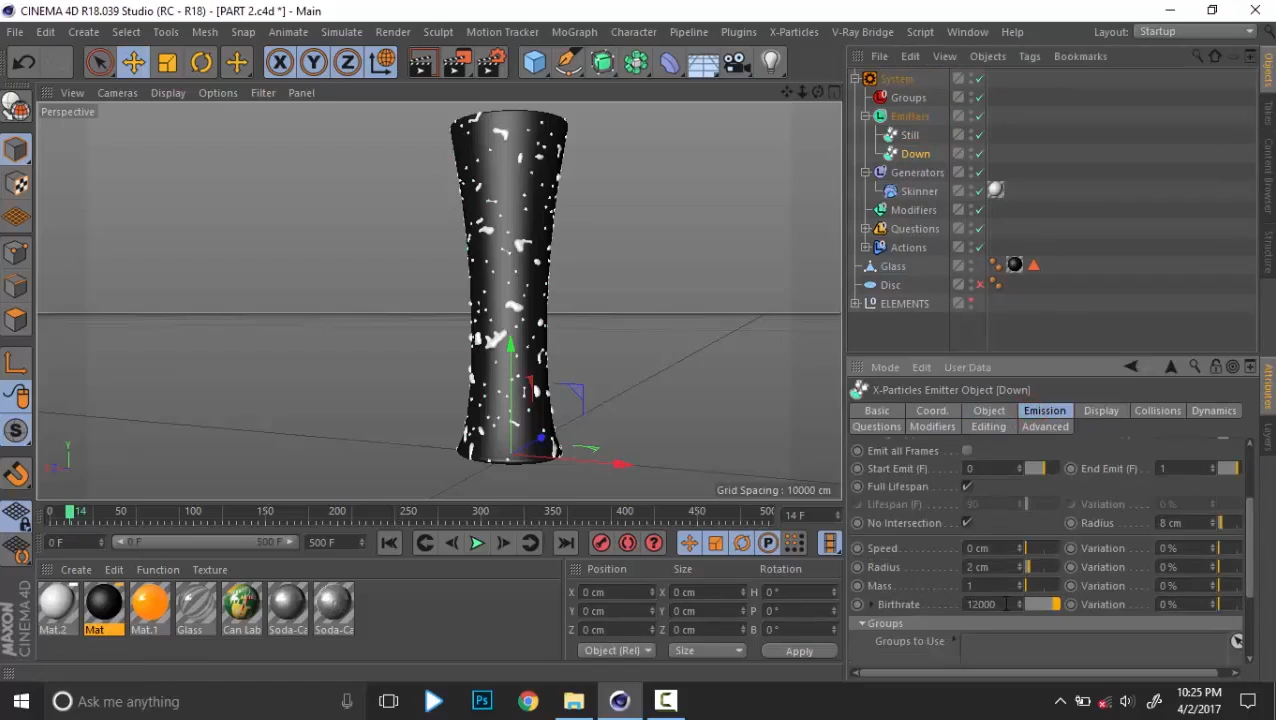 CINEMA 4D R18.039 Studio (RC - R18) - [PART 2.c4d *] - Main
File Edit Create Select Tools Mesh Snap Animate Simulate Render Sculpt Motion Tracker MoGraph Character Pipeline Plugins X-Particles V-Ray Bridge Script Window Help Layout: Startup
File Edit View Objects Tags Bookmarks
View Cameras Display Options Filter Panel
Perspective
System
Groups
Emitters
Still
Down
Generators
Skinner
Modifiers
Questions
Actions
Glass
Disc
ELEMENTS
Objects
Takes
Content Browser
Structure
Mode Edit User Data
X-Particles Emitter Object [Down]
Basic Coord. Object Emission Display Collisions Dynamics
Questions Modifiers Editing Advanced
Emit all Frames
Start Emit (F) 0 End Emit (F) 1
Full Lifespan
Lifespan (F) 90 Variation 0 %
No Intersection Radius 8 cm
Speed 0 cm Variation 0 %
Radius 2 cm Variation 0 %
Mass 1 Variation 0 %
Birthrate 12000 Variation 0 %
Groups
Groups to Use
Attributes
Layers
Y
Grid Spacing : 10000 cm
0 14 50 100 150 200 250 300 350 400 450 500 14 F
0 F 0 F 500 F 500 F
Create Edit Function Texture
Mat.2 Mat Mat.1 Glass Can Lab Soda-Ca Soda-Ca
Position Size Rotation
X 0 cm X 0 cm H 0 °
Y 0 cm Y 0 cm P 0 °
Z 0 cm Z 0 cm B 0 °
Object (Rel) Size Apply
MAXON CINEMA 4D
Ask me anything
Ps
10:25 PM
4/2/2017